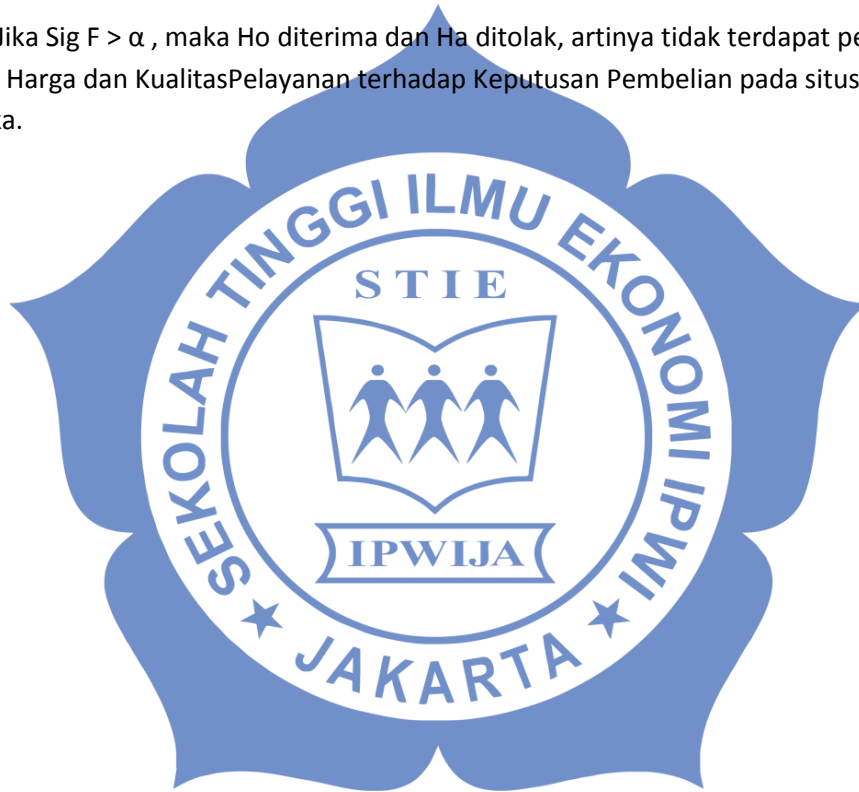 Jika Sig F > α , maka Ho diterima dan Ha ditolak, artinya tidak terdapat
Harga dan KualitasPelayanan terhadap Keputusan Pembelian pada situs
SEKOLAH TINGGI ILMU EKONOMI IPWI
STIE
IPWIJA
★ JAKARTA ★